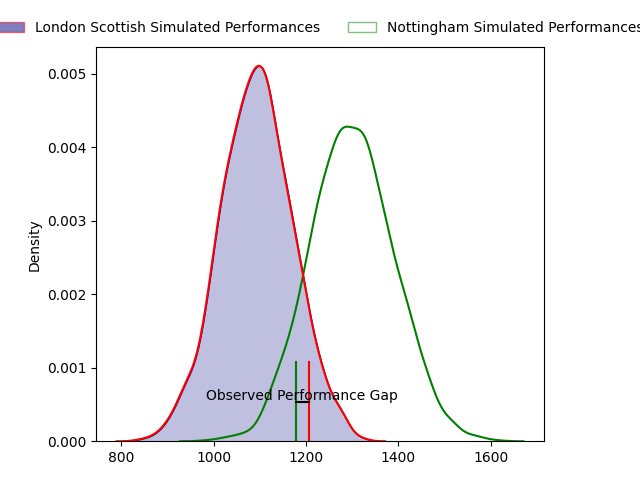 London Scottish Simulated Performances
Nottingham Simulated Performances
0.005
0.004
0.003
0.002
0.001
0.000
Density
Observed Performance Gap
800 1000 1200 1400 1600